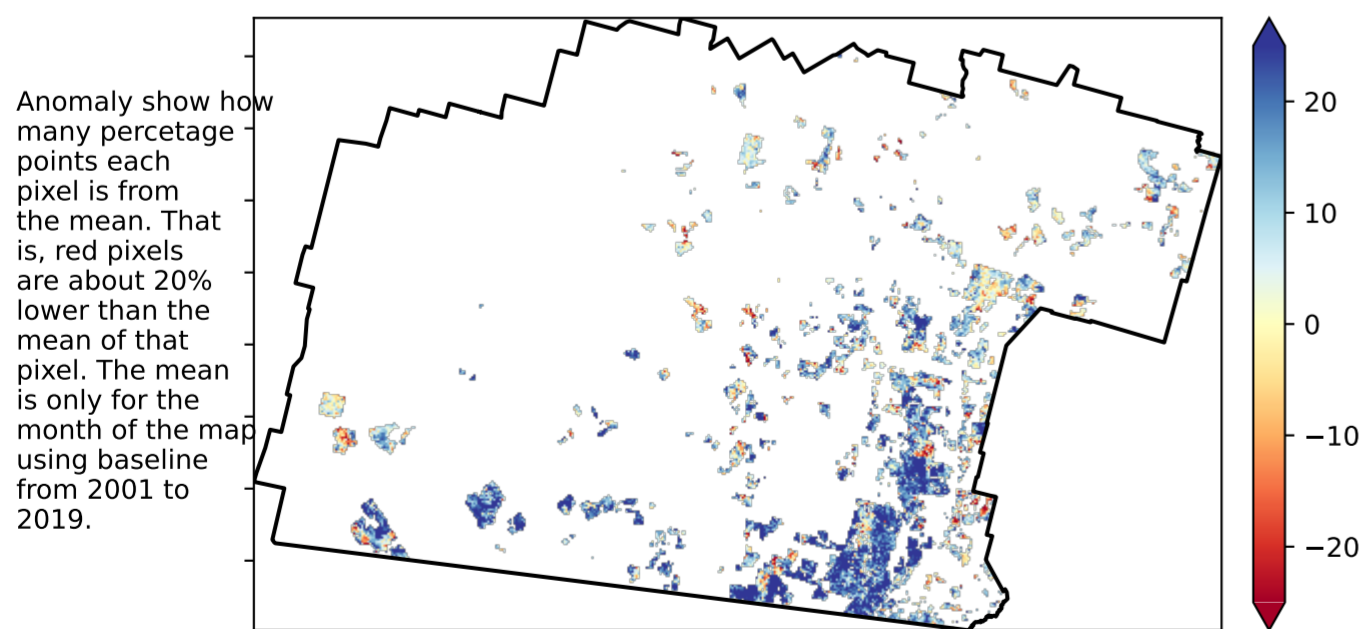 Anomaly show how
many percetage
points each
pixel is from
the mean. That
is, red pixels
are about 20%
lower than the
mean of that
pixel. The mean
is only for the
month of the map
using baseline
from 2001 to
2019.
20
10
0
−10
−20